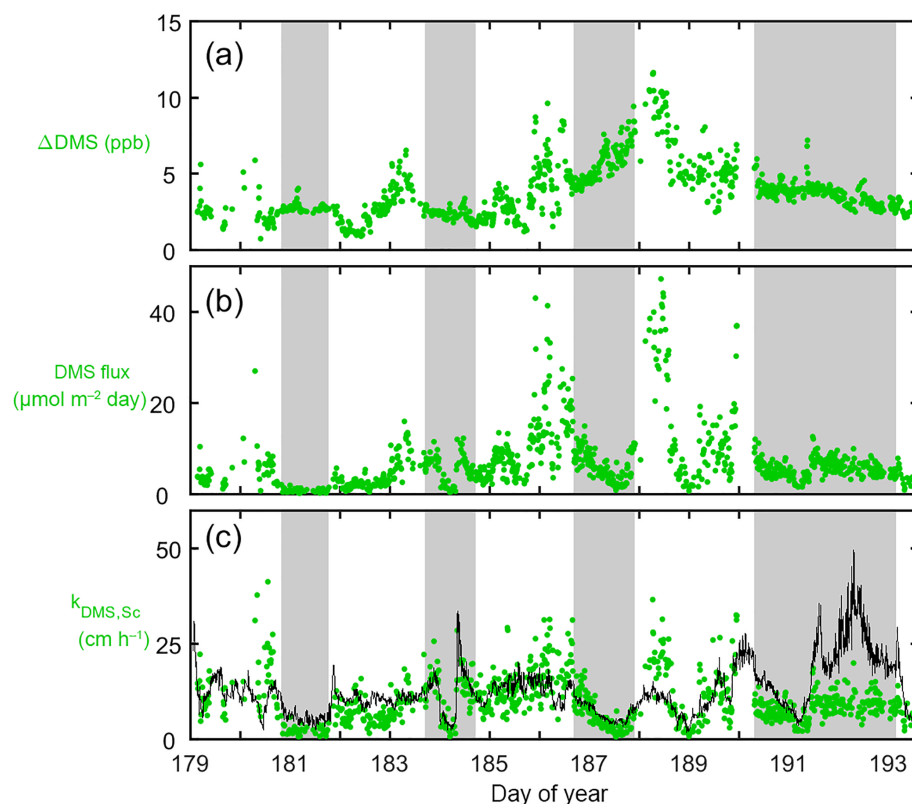 15
(a)
10
ΔDMS (ppb)
5
0
(b)
40
DMS flux
(µmol m⁻² day)
20
0
(c)
50
k_DMS,Sc
(cm h⁻¹)
25
0
179 181 183 185 187 189 191 193
Day of year